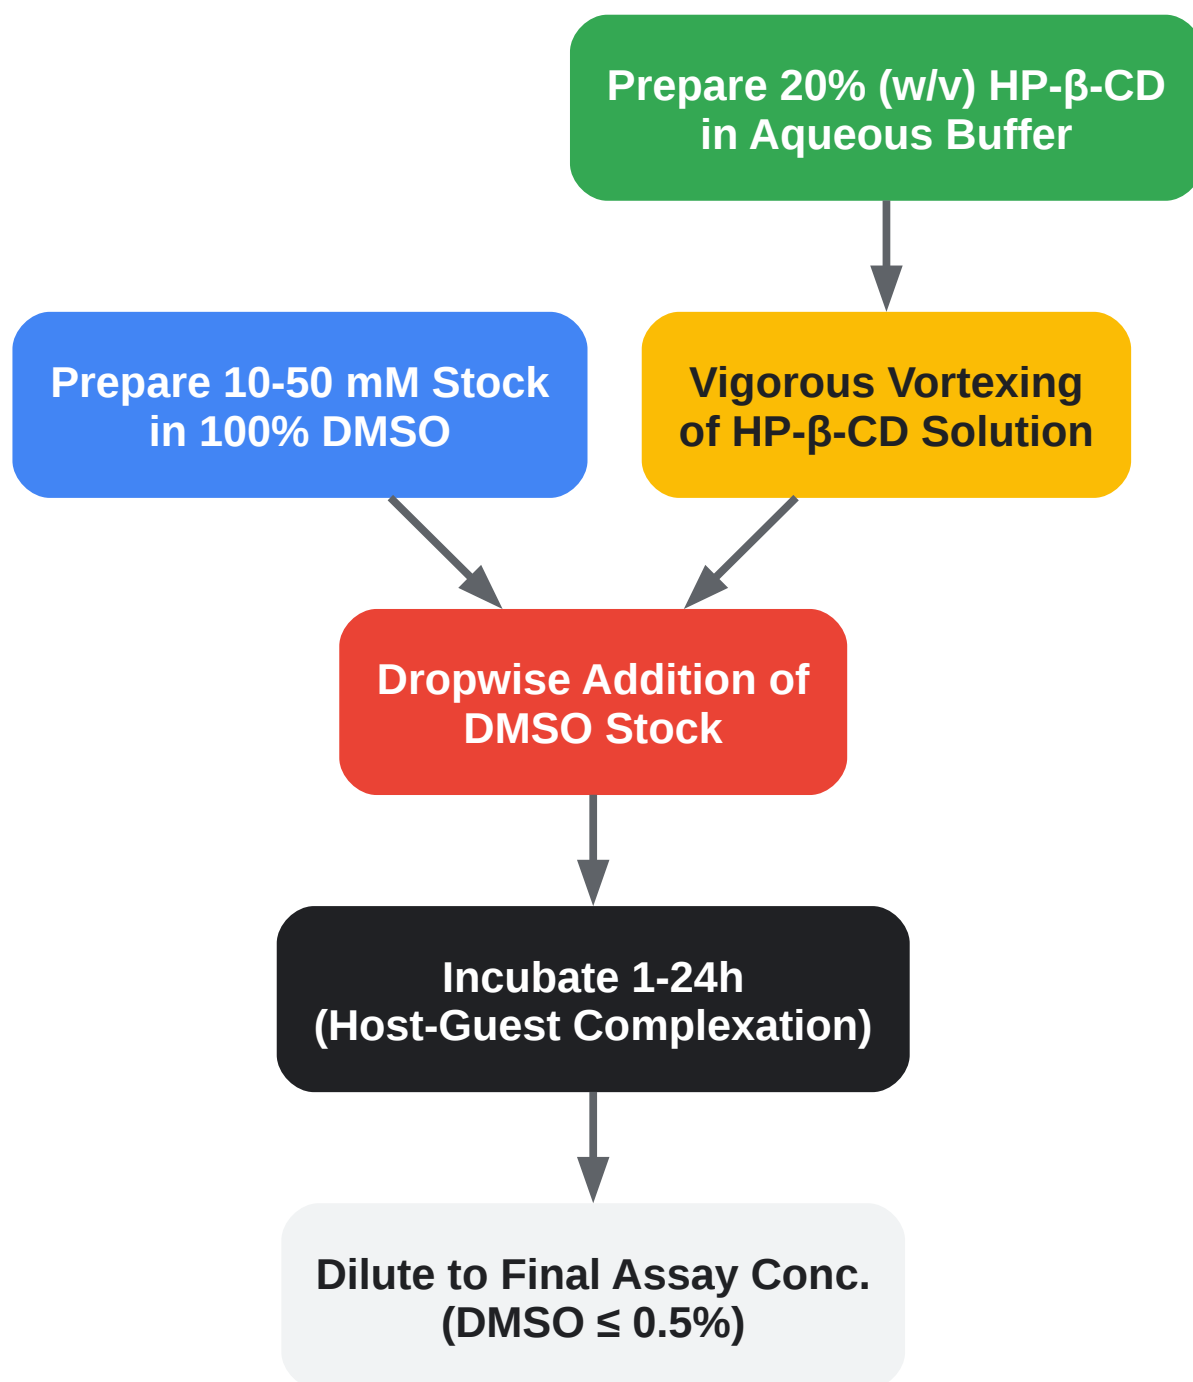 Prepare 20% (w/v) HP-β-CD
in Aqueous Buffer
Prepare 10-50 mM Stock
in 100% DMSO
Vigorous Vortexing
of HP-β-CD Solution
Dropwise Addition of
DMSO Stock
Incubate 1-24h
(Host-Guest Complexation)
Dilute to Final Assay Conc.
(DMSO ≤ 0.5%)